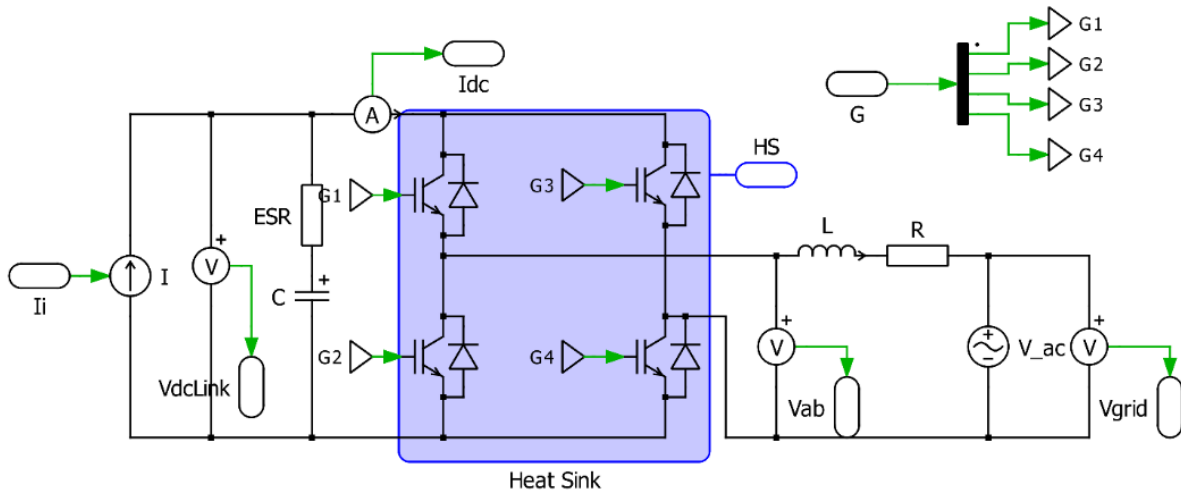 Idc
G
G1
G2
G3
G4
A
HS
G1
G3
ESR
L
R
Ii
I
V
C
G2
G4
V
V_ac
V
VdcLink
Vab
Vgrid
Heat Sink